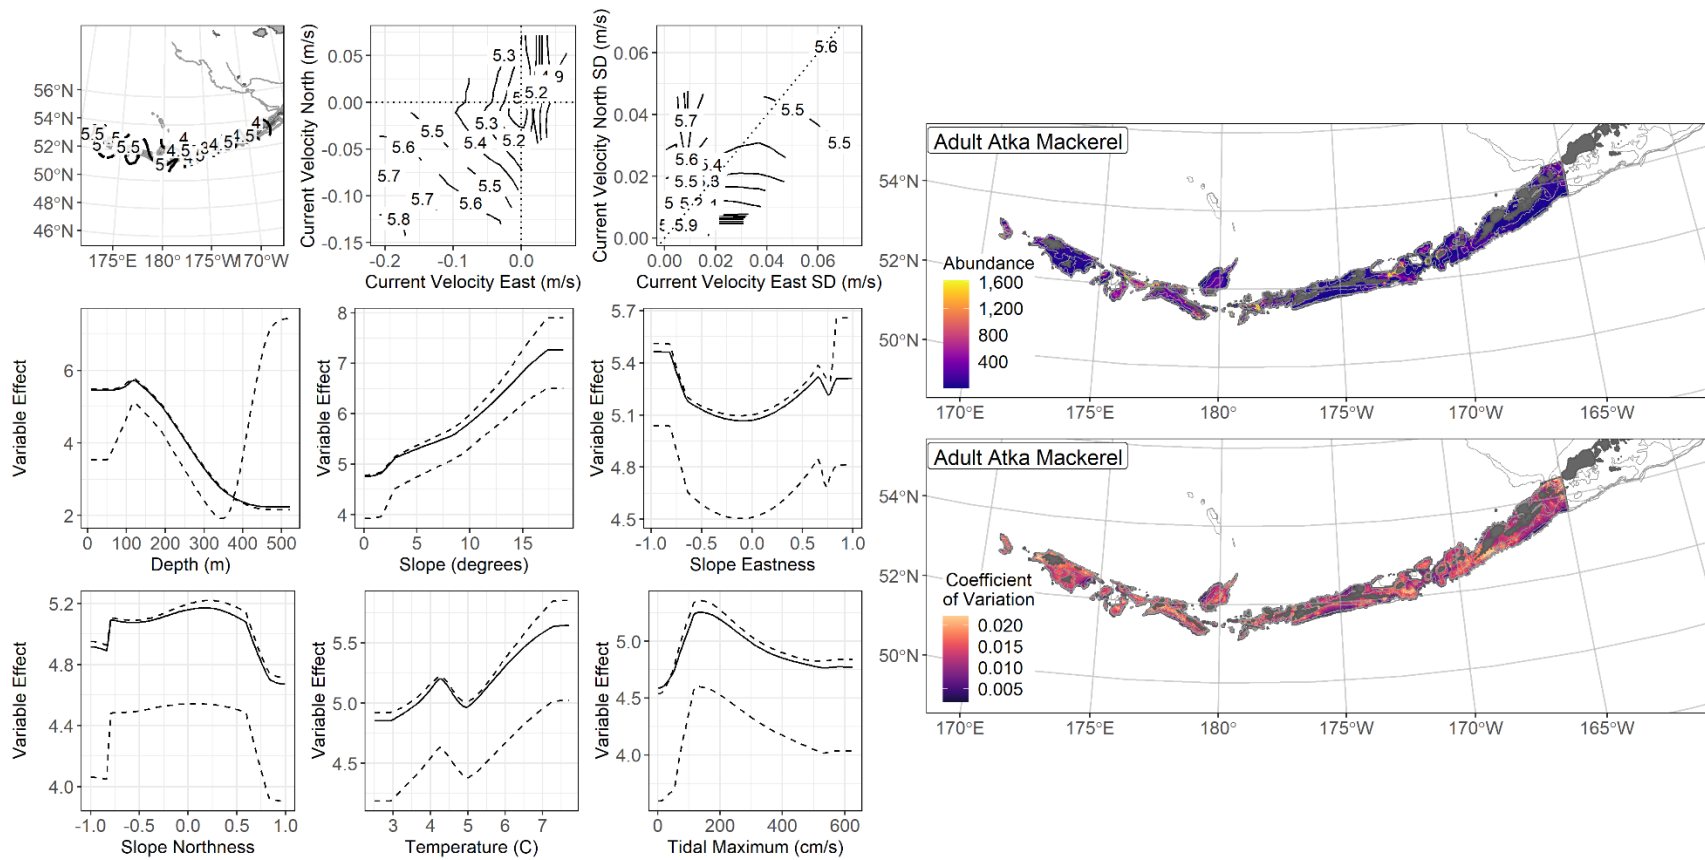 56°N
54°N
52°N
50°N
48°N
46°N
175°E 180° 175°W 170°W
5.5 5.5 5.5 5 4 4.5 4.5
Current Velocity North (m/s)
0.05
0.00
-0.05
-0.10
-0.15
5.3
9
5.2
5.3
5.5
5.2
5.4
5.6
5.5
5.7
5.7
5.6
5.8
-0.2 -0.1 0.0
Current Velocity East (m/s)
Current Velocity North SD (m/s)
0.06
0.04
0.02
0.00
5.6
5.5
5.7
5.5
5.6
5.4
5.5
5.9
0.00 0.02 0.04 0.06
Current Velocity East SD (m/s)
Variable Effect
6
4
2
0 100 200 300 400 500
Depth (m)
Variable Effect
8
7
6
5
4
0 5 10 15
Slope (degrees)
Variable Effect
5.7
5.4
5.1
4.8
4.5
-1.0 -0.5 0.0 0.5 1.0
Slope Eastness
Variable Effect
5.2
4.8
4.4
4.0
-1.0 -0.5 0.0 0.5 1.0
Slope Northness
Variable Effect
5.5
5.0
4.5
3 4 5 6 7
Temperature (C)
Variable Effect
5.0
4.5
4.0
0 200 400 600
Tidal Maximum (cm/s)
Adult Atka Mackerel
54°N
52°N
50°N
Abundance
1,600
1,200
800
400
170°E 175°E 180° 175°W 170°W 165°W
Adult Atka Mackerel
54°N
52°N
50°N
Coefficient
of Variation
0.020
0.015
0.010
0.005
170°E 175°E 180° 175°W 170°W 165°W